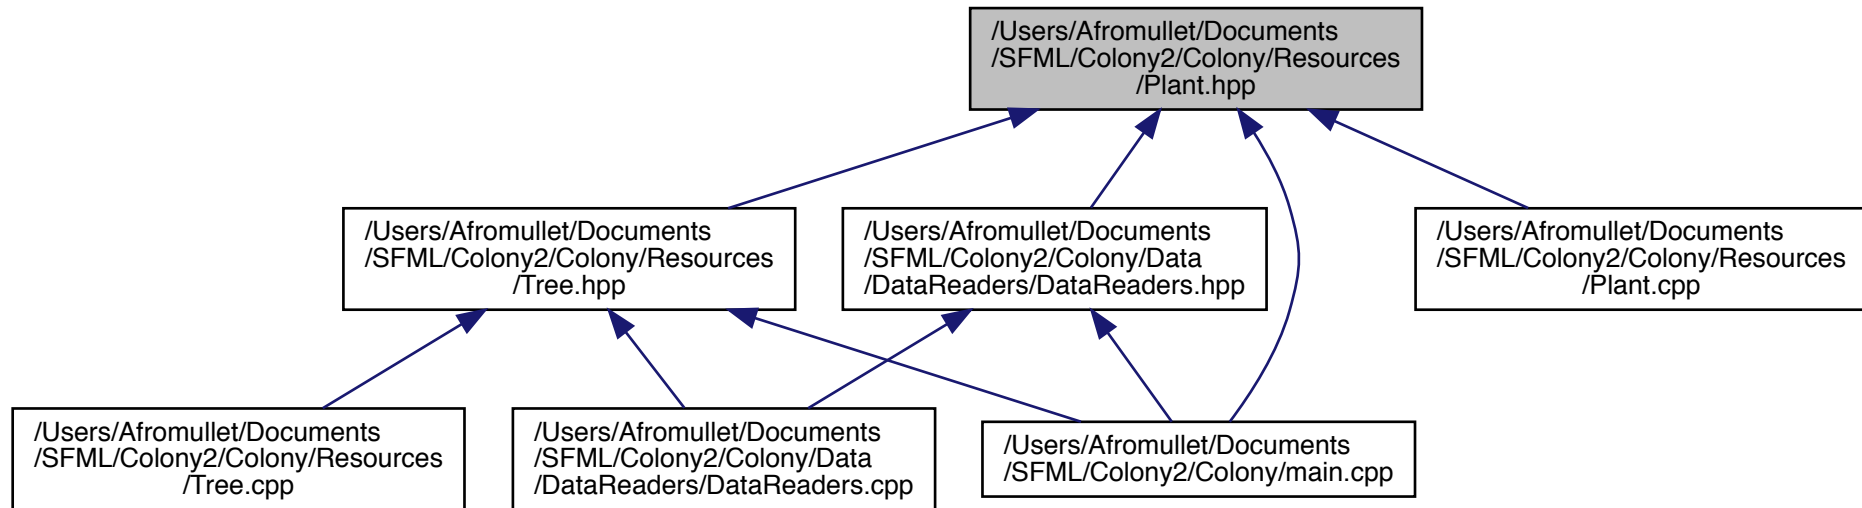 /Users/Afromullet/Documents
/SFML/Colony2/Colony/Resources
/Plant.hpp
/Users/Afromullet/Documents
/SFML/Colony2/Colony/Resources
/Tree.hpp
/Users/Afromullet/Documents
/SFML/Colony2/Colony/Data
/DataReaders/DataReaders.hpp
/Users/Afromullet/Documents
/SFML/Colony2/Colony/Resources
/Plant.cpp
/Users/Afromullet/Documents
/SFML/Colony2/Colony/Resources
/Tree.cpp
/Users/Afromullet/Documents
/SFML/Colony2/Colony/Data
/DataReaders/DataReaders.cpp
/Users/Afromullet/Documents
/SFML/Colony2/Colony/main.cpp